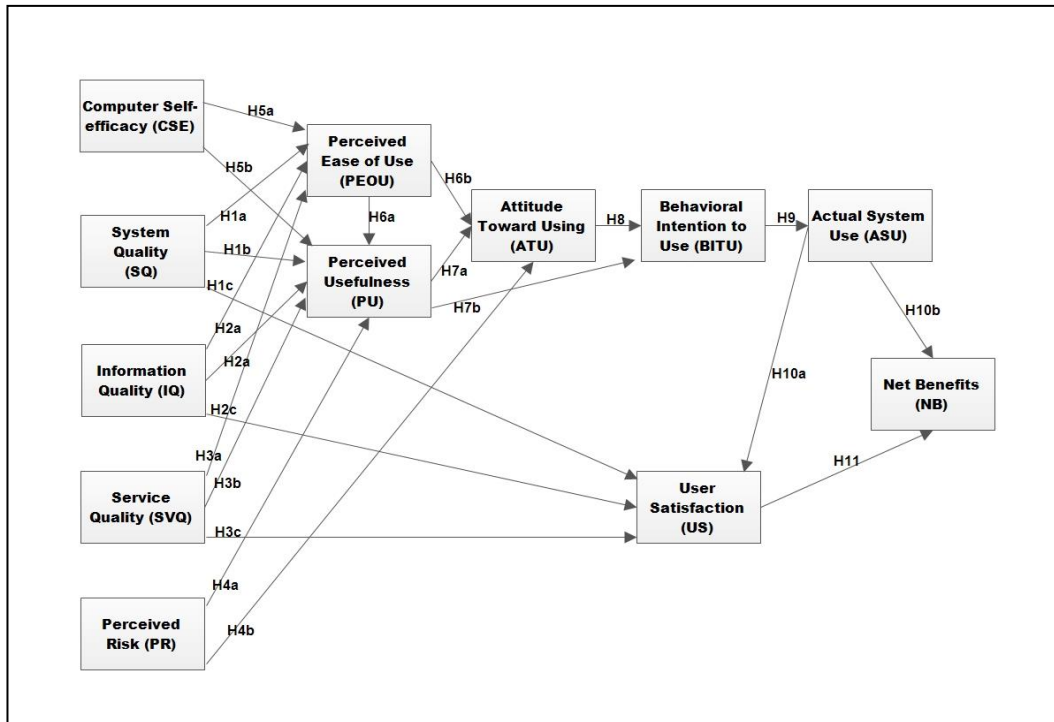 Computer Self-
efficacy (CSE)
H5a
Perceived
Ease of Use
(PEOU)
H5b
H6b
H1a
H6a
System
Quality
(SQ)
H1b
Attitude
Toward Using
(ATU)
H8
Behavioral
Intention to
Use (BITU)
H9
Actual System
Use (ASU)
Perceived
Usefulness
(PU)
H7a
H1c
H7b
H10b
H2a
H2a
Information
Quality (IQ)
H10a
Net Benefits
(NB)
H2c
H3a
H11
Service
Quality (SVQ)
H3b
User
Satisfaction
(US)
H3c
H4a
Perceived
Risk (PR)
H4b